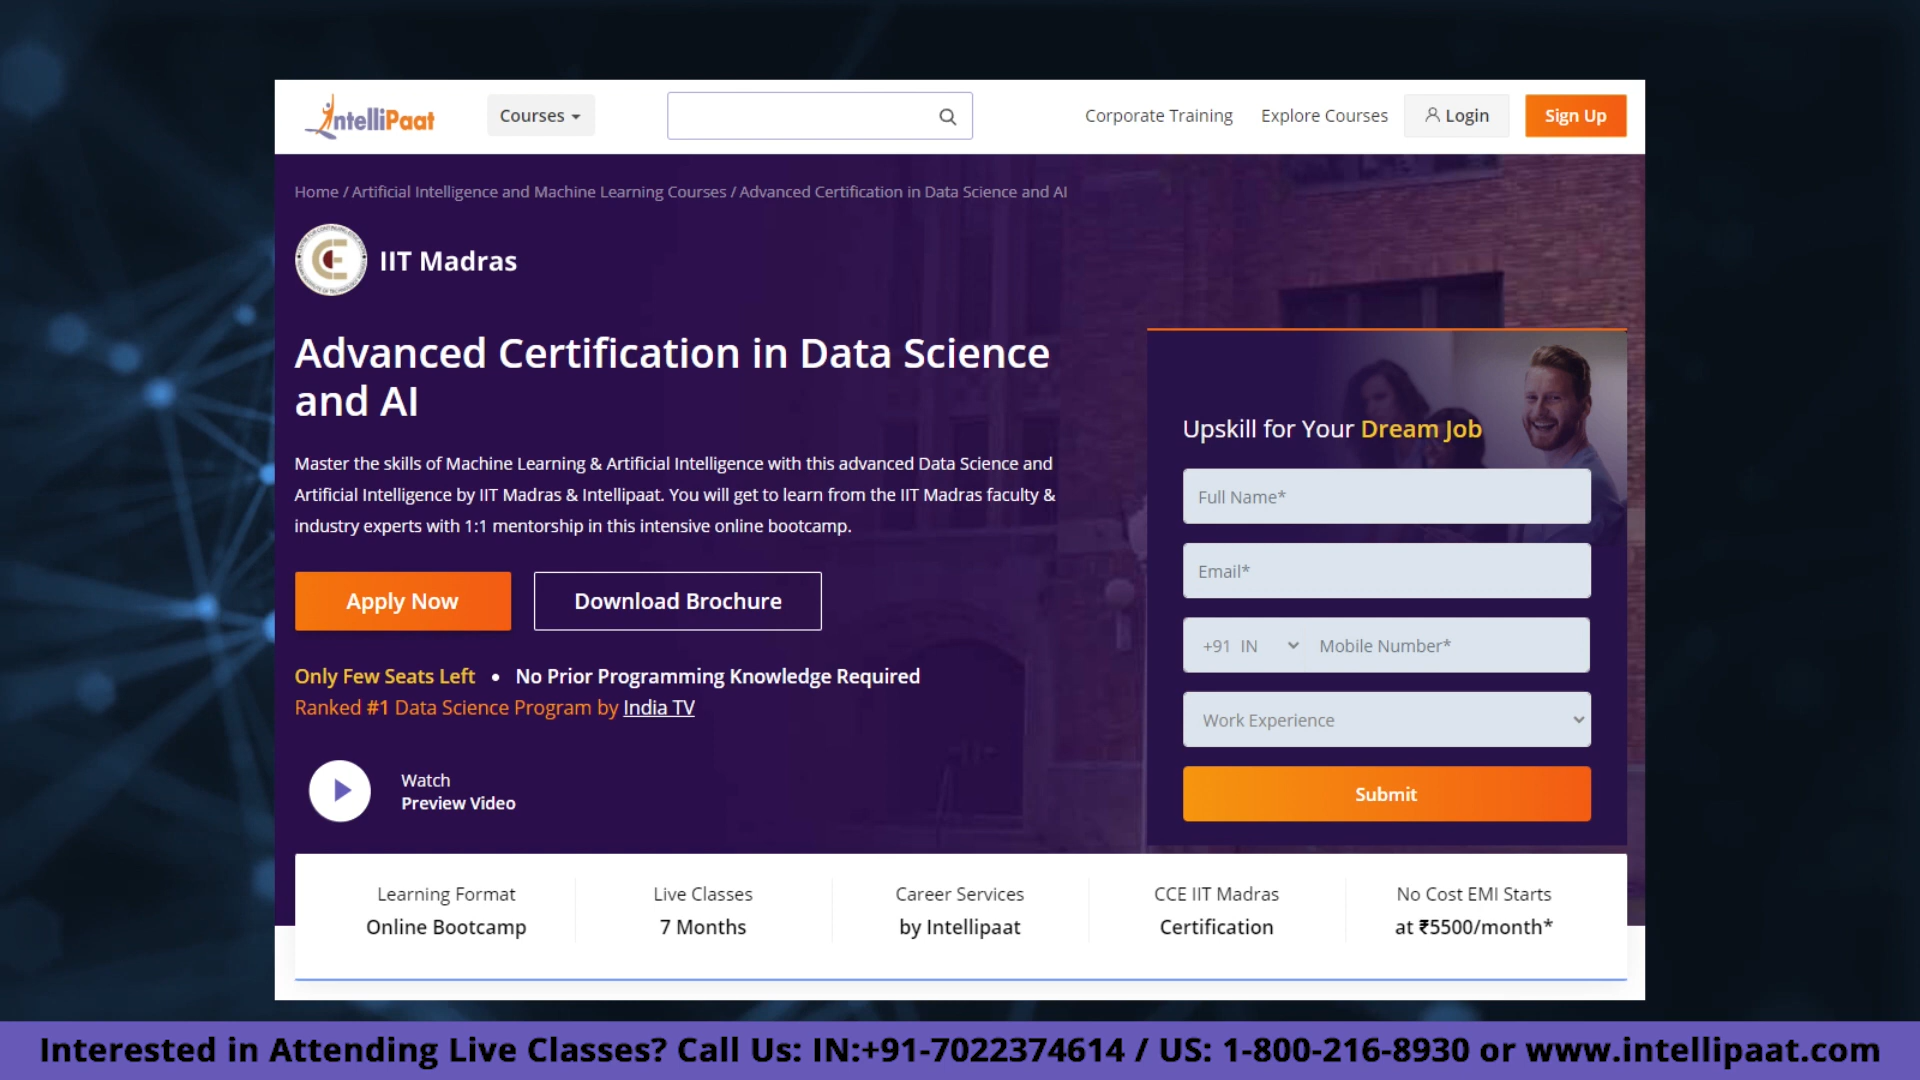 IntelliPaat
Courses
Corporate Training
Explore Courses
Login
Sign Up
Home / Artificial Intelligence and Machine Learning Courses / Advanced Certification in Data Science and AI
IIT Madras
Advanced Certification in Data Science
and AI
Master the skills of Machine Learning & Artificial Intelligence with this advanced Data Science and
Artificial Intelligence by IIT Madras & Intellipaat. You will get to learn from the IIT Madras faculty &
industry experts with 1:1 mentorship in this intensive online bootcamp.
Apply Now
Download Brochure
Only Few Seats Left • No Prior Programming Knowledge Required
Ranked #1 Data Science Program by India TV
Watch
Preview Video
Upskill for Your Dream Job
Full Name*
Email*
+91 IN
Mobile Number*
Work Experience
Submit
Learning Format
Online Bootcamp
Live Classes
7 Months
Career Services
by Intellipaat
CCE IIT Madras
Certification
No Cost EMI Starts
at ₹5500/month*
Interested in Attending Live Classes? Call Us: IN:+91-7022374614 / US: 1-800-216-8930 or www.intellipaat.com